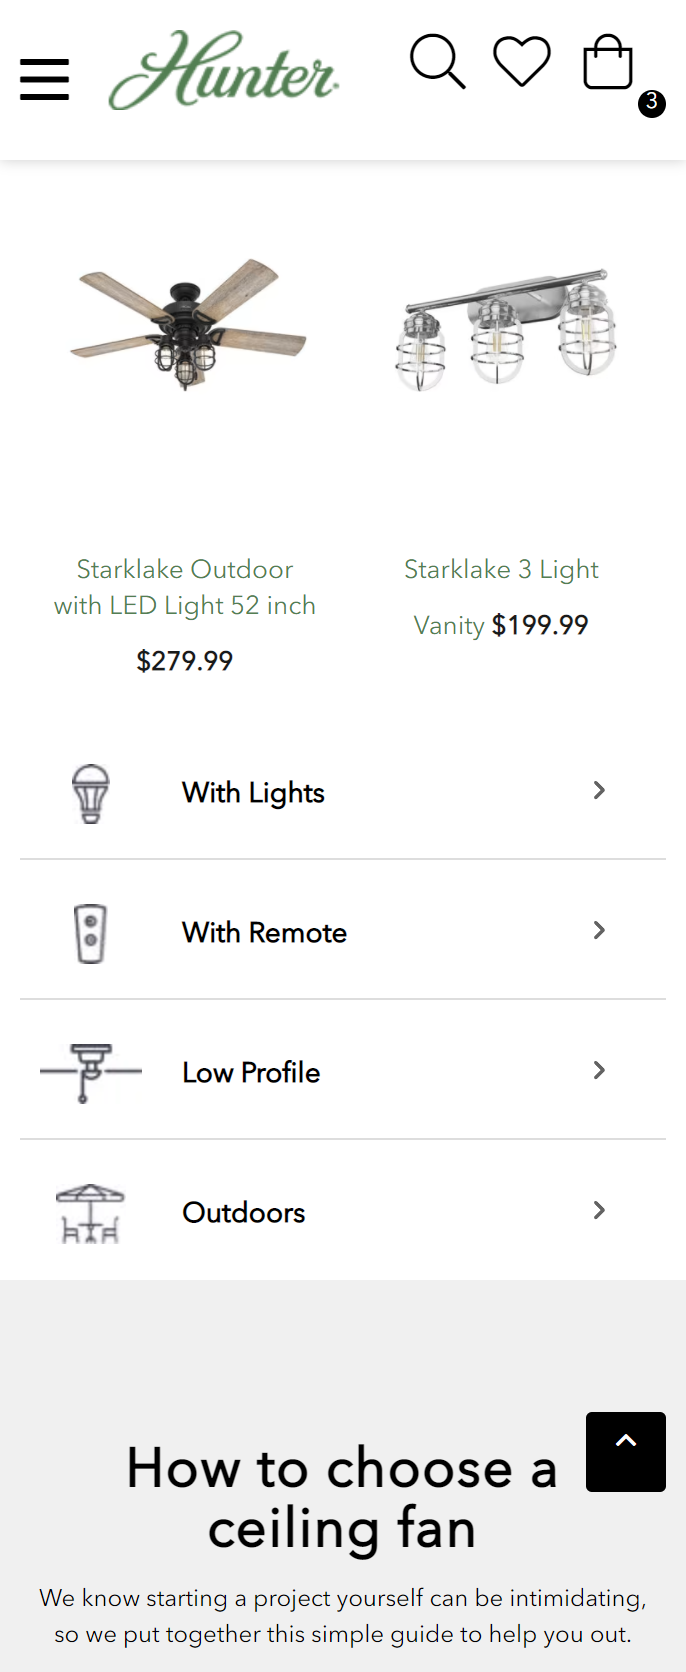 Hunter
3
Starklake Outdoor
with LED Light 52 inch
$279.99
Starklake 3 Light
Vanity $199.99
With Lights
With Remote
Low Profile
Outdoors
How to choose a
ceiling fan
We know starting a project yourself can be intimidating,
so we put together this simple guide to help you out.